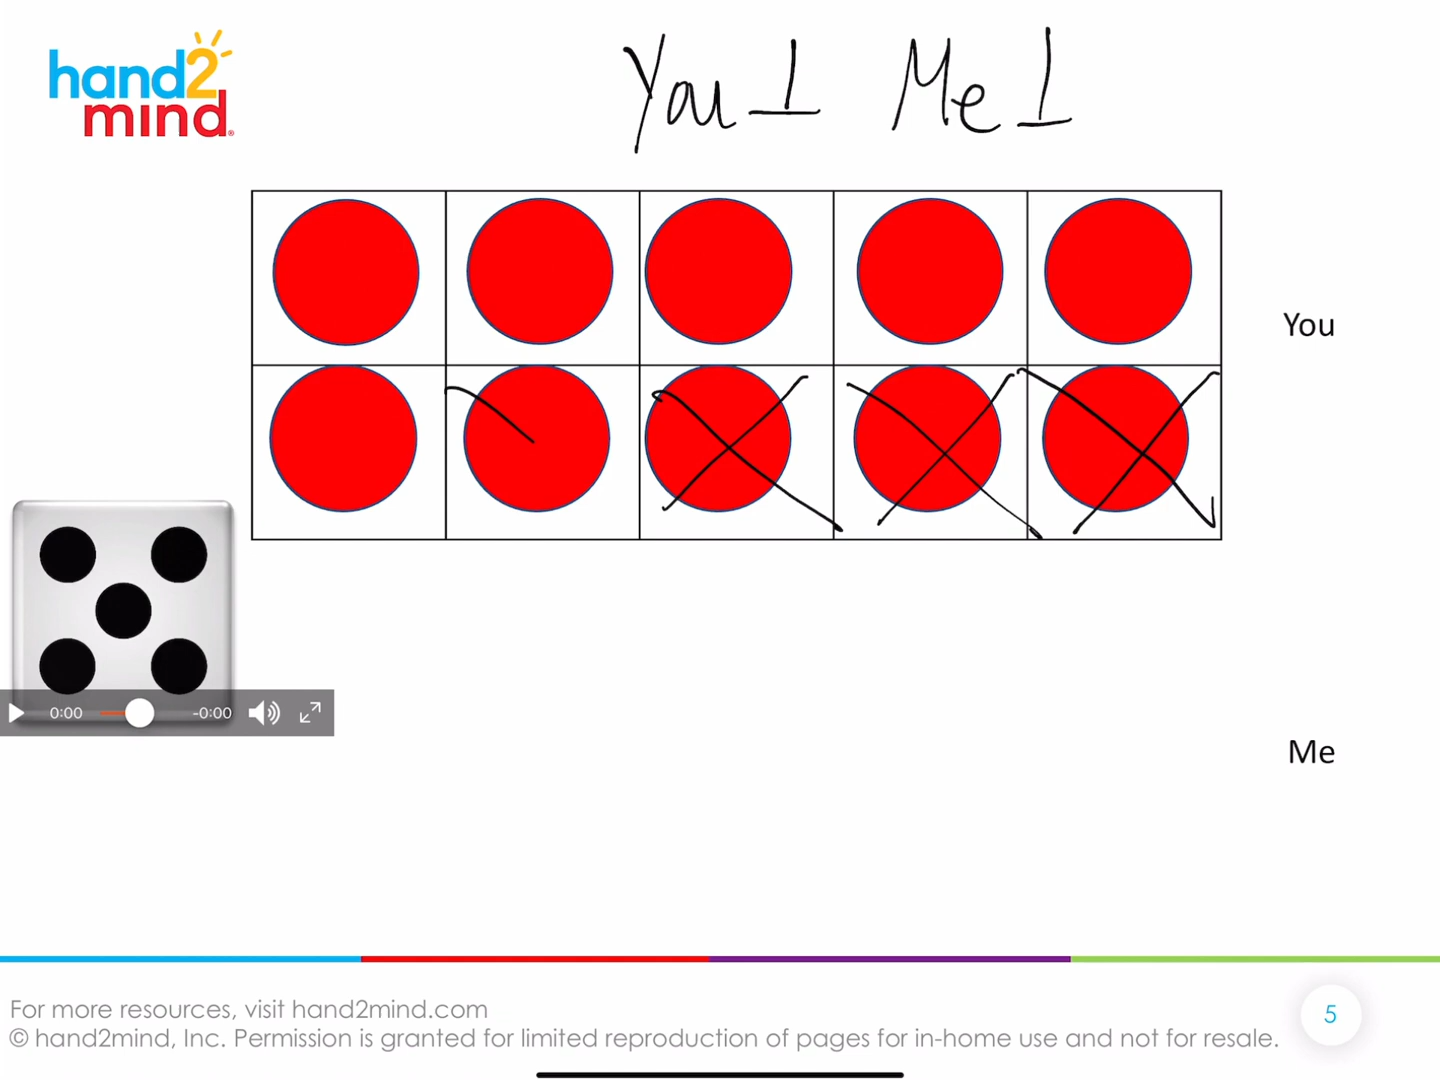 hand2
mind®
You 1 Me 1
You
0:00 -0:00
Me
For more resources, visit hand2mind.com
© hand2mind, Inc. Permission is granted for limited reproduction of pages for in-home use and not for resale.
5